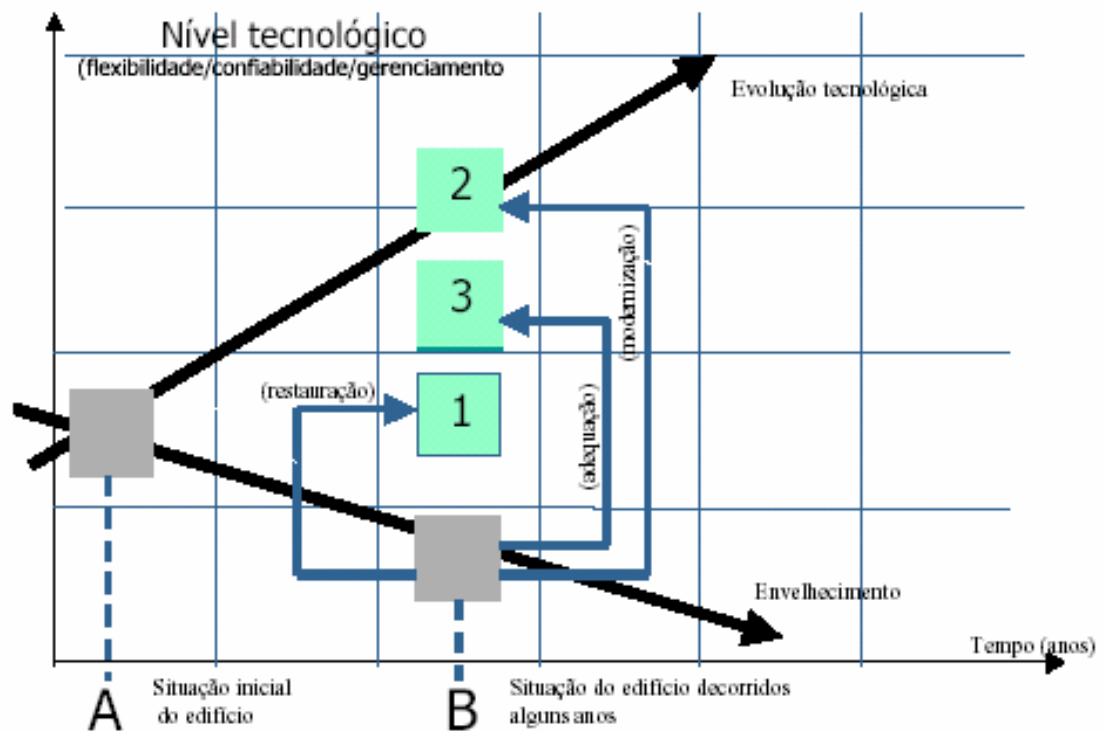 Nível tecnológico
(flexibilidade/confiabilidade/gerenciamento
Evolução tecnológica
2
3
(modernização)
(restauração)
1
(adequação)
Envelhecimento
Tempo (anos)
A
Situação inicial
do edifício
B
Situação do edifício decorridos
alguns anos